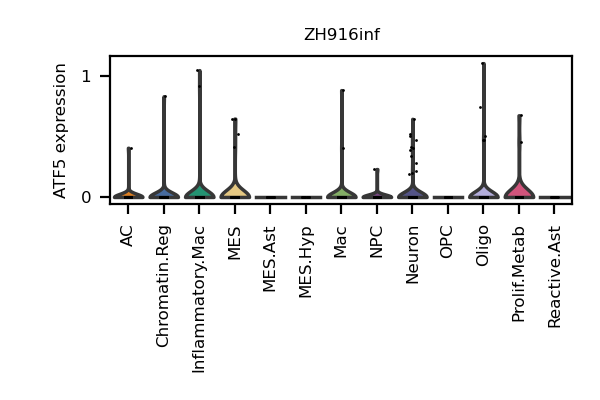 ZH916inf
ATF5 expression
1
0
AC
Chromatin.Reg
Inflammatory.Mac
MES
MES.Ast
MES.Hyp
Mac
NPC
Neuron
OPC
Oligo
Prolif.Metab
Reactive.Ast